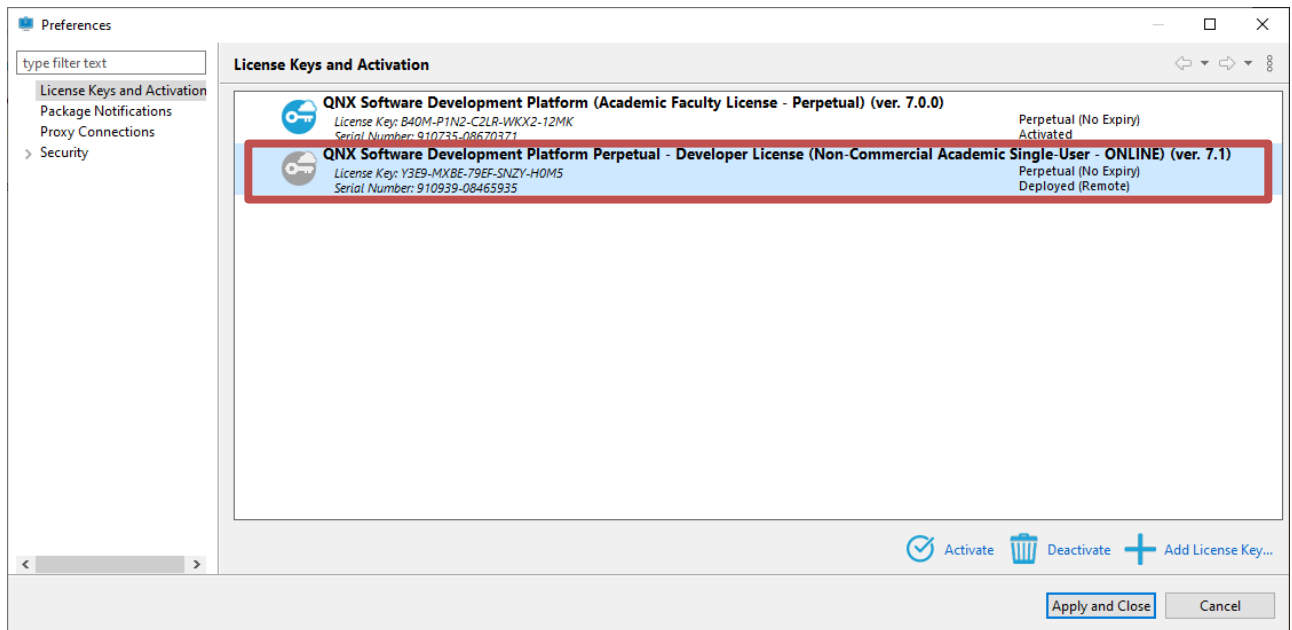 Preferences
type filter text
License Keys and Activation
Package Notifications
Proxy Connections
Security
License Keys and Activation
QNX Software Development Platform (Academic Faculty License - Perpetual) (ver. 7.0.0)
License Key: B40M-P1N2-C2LR-WKX2-12MK
Perpetual (No Expiry)
Serial Number: 910735-08670371
Activated
QNX Software Development Platform Perpetual - Developer License (Non-Commercial Academic Single-User - ONLINE) (ver. 7.1)
License Key: Y3E9-MXBE-79EF-SNZY-H0M5
Perpetual (No Expiry)
Serial Number: 910939-08465935
Deployed (Remote)
Activate
Deactivate
Add License Key...
Apply and Close
Cancel